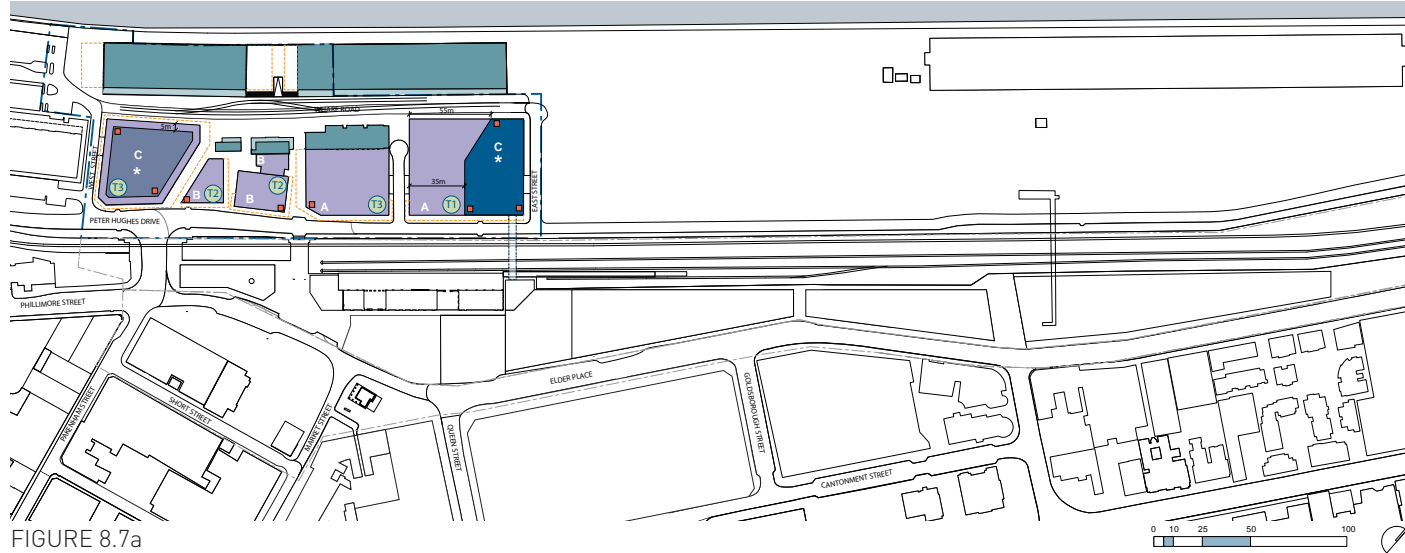 WHARF ROAD
55m
5m
C
*
C
*
WEST STREET
B
T3
B
T2
T2
B
35m
A
T3
A
T1
EAST STREET
PETER HUGHES DRIVE
PHILLIMORE STREET
ELDER PLACE
PAKENHAM STREET
SHORT STREET
MARKET STREET
QUEEN STREET
GOLDSBOROUGH STREET
CANTONMENT STREET
FIGURE 8.7a
0 10 25 50 100